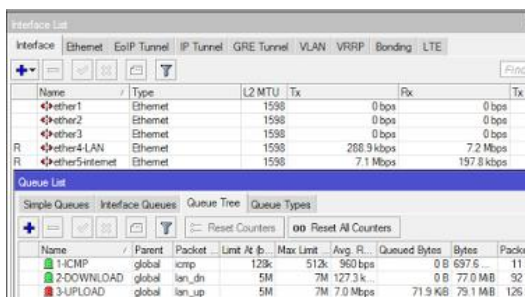 Interface List
Interface Ethernet EoIP Tunnel IP Tunnel GRE Tunnel VLAN VRRP Bonding LTE
Find
Name / Type L2 MTU Tx Rx Tx
ether1 Ethernet 1598 0 bps 0 bps
ether2 Ethernet 1598 0 bps 0 bps
ether3 Ethernet 1598 0 bps 0 bps
R ether4-LAN Ethernet 1598 288.9 kbps 7.2 Mbps
R ether5-internet Ethernet 1598 7.1 Mbps 197.8 kbps
Queue List
Simple Queues Interface Queues Queue Tree Queue Types
Reset Counters 00 Reset All Counters
Name / Parent Packet ... Limit At (b... Max Limit ... Avg. R... Queued Bytes Bytes Packe
1-ICMP global icmp 128k 512k 960 bps 0 B 697.6 ... 11
2-DOWNLOAD global lan_dn 5M 7M 127.3 k... 0 B 77.0 MiB 92
3-UPLOAD global lan_up 5M 7M 7.0 Mbps 71.9 KiB 79.1 MiB 126